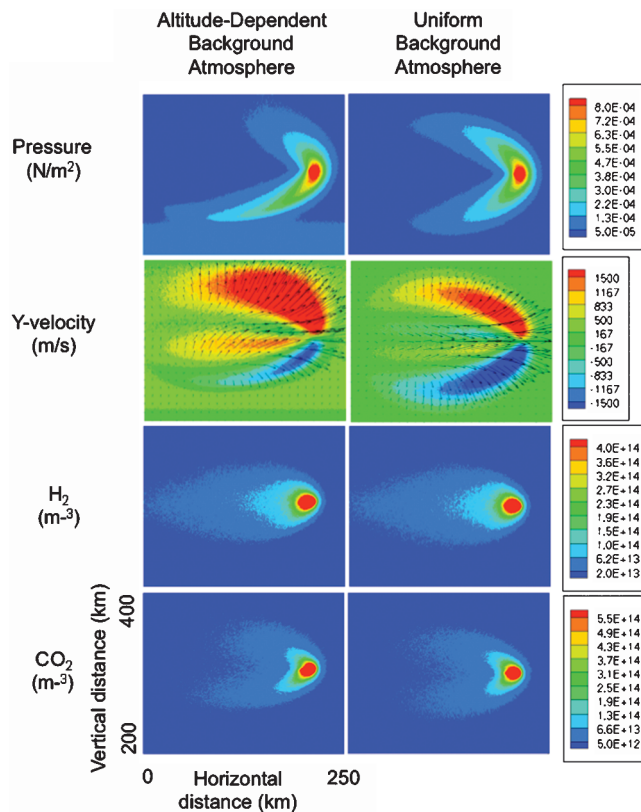 Altitude-Dependent
Background
Atmosphere
Uniform
Background
Atmosphere
Pressure
(N/m2)
8.0E-04
7.2E-04
6.3E-04
5.5E-04
4.7E-04
3.8E-04
3.0E-04
2.2E-04
1.3E-04
5.0E-05
Y-velocity
(m/s)
1500
1167
833
500
167
-167
-500
-833
-1167
-1500
H2
(m-3)
4.0E+14
3.6E+14
3.2E+14
2.7E+14
2.3E+14
1.9E+14
1.5E+14
1.0E+14
6.2E+13
2.0E+13
CO2
(m-3)
5.5E+14
4.9E+14
4.3E+14
3.7E+14
3.1E+14
2.5E+14
1.9E+14
1.3E+14
6.6E+13
5.0E+12
Vertical distance (km)
400
200
0
Horizontal
distance (km)
250